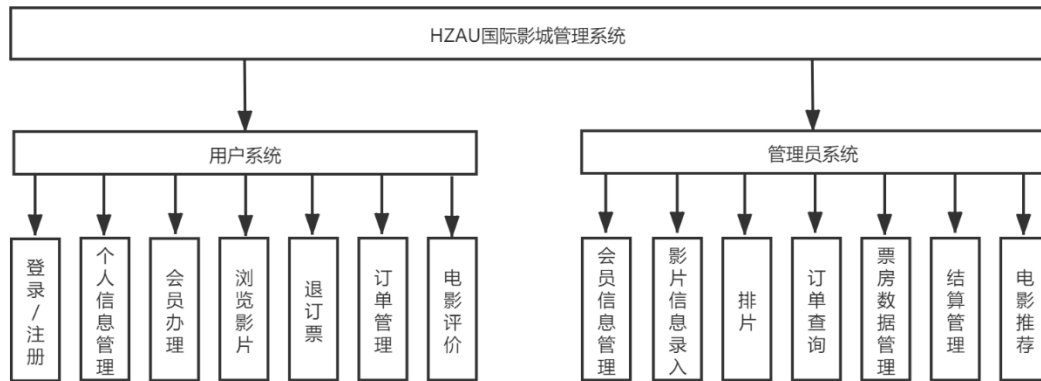 HZAU国际影城管理系统
用户系统
管理员系统
登录/注册
个人信息管理
会员办理
浏览影片
退订票
订单管理
电影评价
会员信息管理
影片信息录入
排片
订单查询
票房数据管理
结算管理
电影推荐